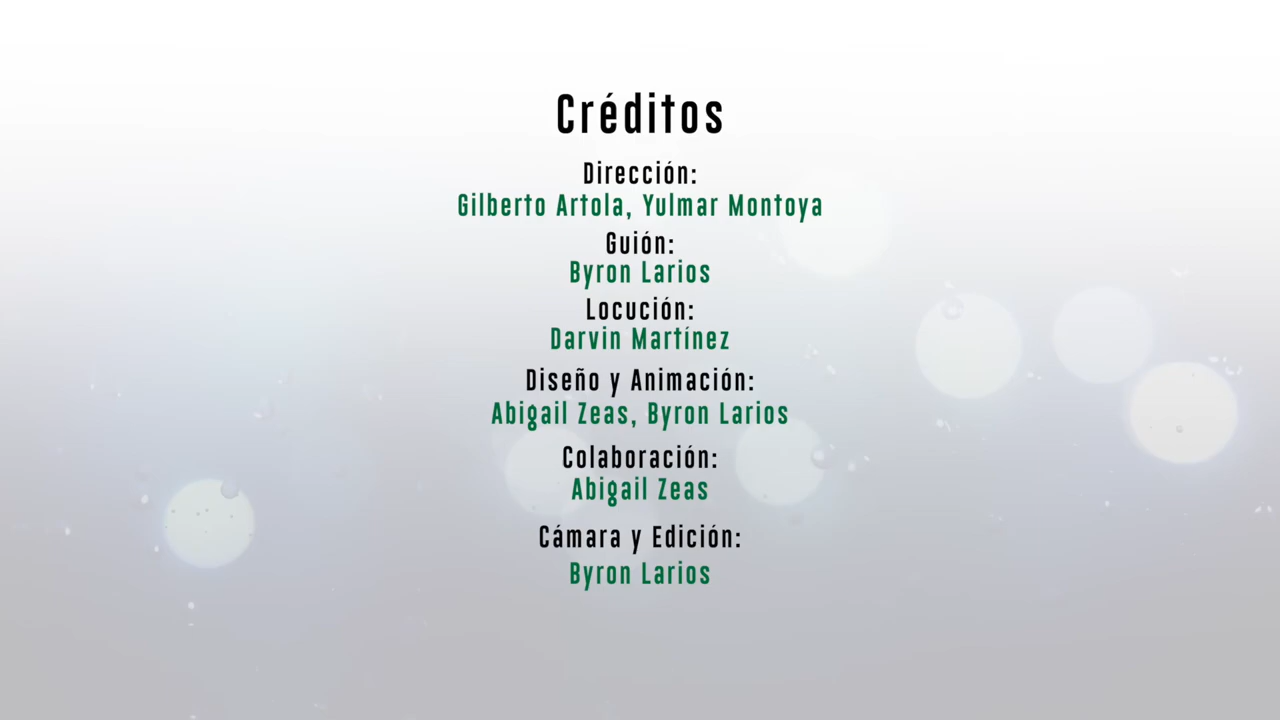 Créditos
Dirección:
Gilberto Artola, Yulmar Montoya
Guión:
Byron Larios
Locución:
Darvin Martínez
Diseño y Animación:
Abigail Zeas, Byron Larios
Colaboración:
Abigail Zeas
Cámara y Edición:
Byron Larios